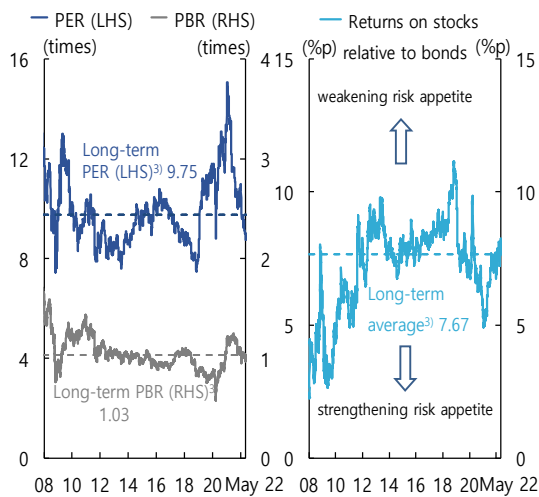 PER (LHS)
PBR (RHS)
(times)
(times)
16
12
8
4
0
4
3
2
1
0
Long-term
PER (LHS)³⁾ 9.75
Long-term PBR (RHS)³⁾
1.03
08 10 12 14 16 18 20 May 22
Returns on stocks
relative to bonds
(%p)
(%p)
15
10
5
0
15
10
5
0
weakening risk appetite
Long-term
average³⁾ 7.67
strengthening risk appetite
08 10 12 14 16 18 20 May 22